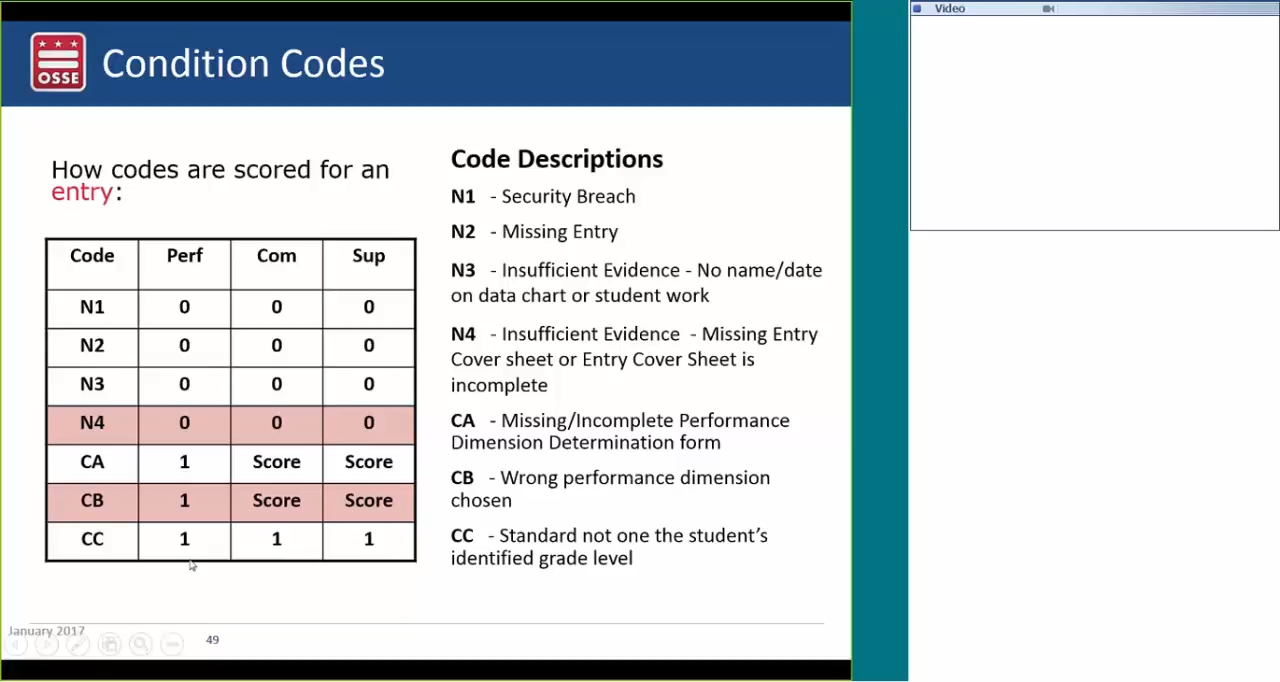 Video
OSSE
Condition Codes
How codes are scored for an
entry:
Code Perf Com Sup
N1 0 0 0
N2 0 0 0
N3 0 0 0
N4 0 0 0
CA 1 Score Score
CB 1 Score Score
CC 1 1 1
Code Descriptions
N1 - Security Breach
N2 - Missing Entry
N3 - Insufficient Evidence - No name/date
on data chart or student work
N4 - Insufficient Evidence - Missing Entry
Cover sheet or Entry Cover Sheet is
incomplete
CA - Missing/Incomplete Performance
Dimension Determination form
CB - Wrong performance dimension
chosen
CC - Standard not one the student’s
identified grade level
January 2017
49